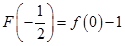 F(-1/2) = f(0) - 1